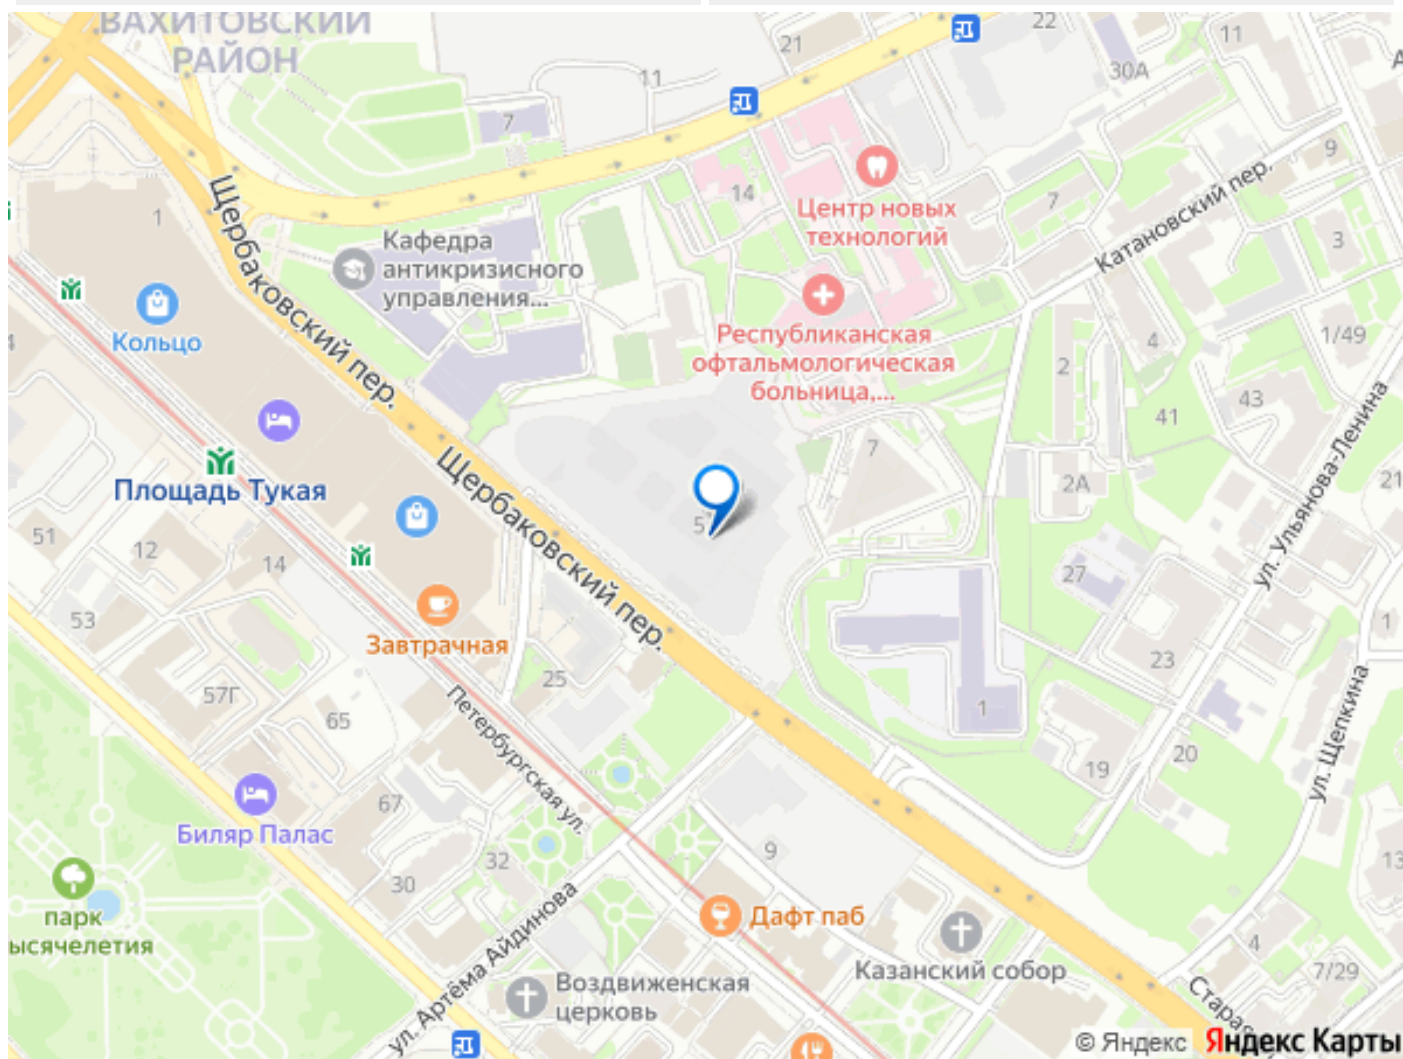 ВАХИТОВСКИЙ
РАЙОН
22
21
11
30А
11
7
9
14
Центр новых
технологий
7
Катановский пер.
1
Щербаковский пер.
Кафедра
антикризисного
управления...
3
Кольцо
Республиканская
офтальмологическая
больница,...
2
4
1/49
43
41
7
Площадь Тукая
Щербаковский пер.
2А
ул. Ульянова-Ленина
21
51
12
14
27
53
Завтрачная
1
57Г
25
23
65
Петербургская ул.
1
ул. Щепкина
20
19
67
Биляр Палас
32
9
30
13
парк
ысячелетия
ул. Артёма Айдинова
Дафт паб
Казанский собор
4
7/29
Воздвиженская
церковь
Старая
© Яндекс Яндекс Карты